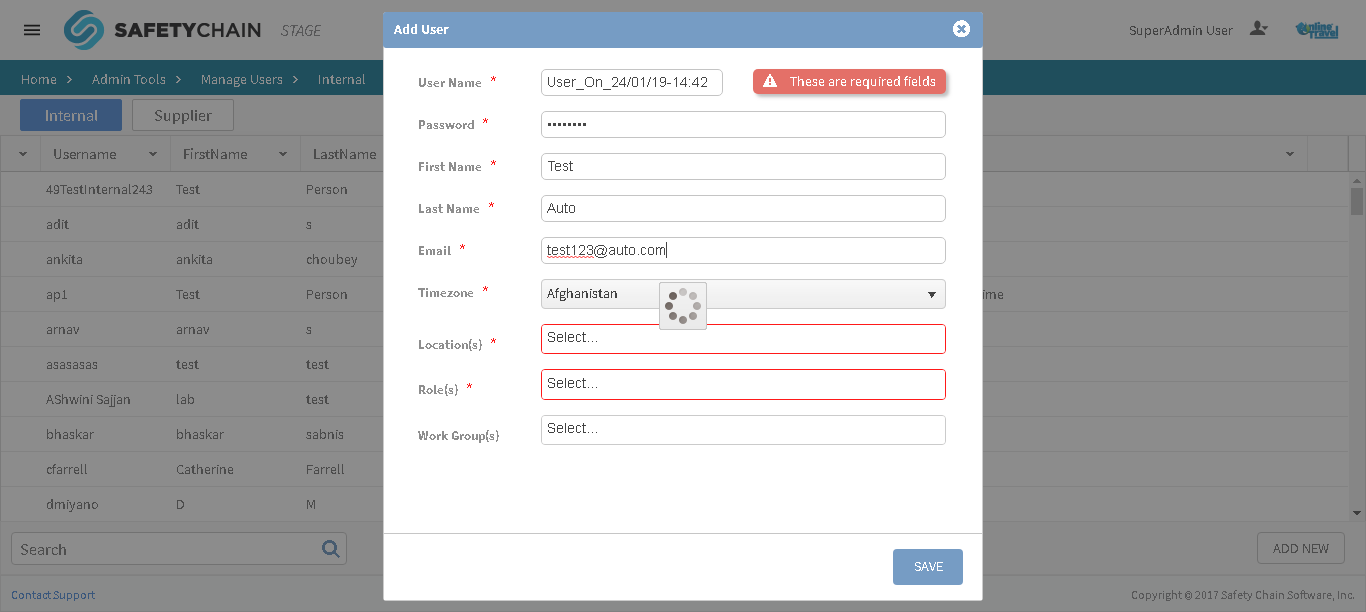 SAFETYCHAIN STAGE
SuperAdmin User
Online Travel
Home > Admin Tools > Manage Users > Internal
Internal Supplier
Username FirstName LastName
49TestInternal243 Test Person
adit adit s
ankita ankita choubey
ap1 Test Person ime
arnav arnav s
asasasas test test
AShwini Sajjan lab test
bhaskar bhaskar sabnis
cfarrell Catherine Farrell
dmiyano D M
Search
ADD NEW
Contact Support
Copyright © 2017 Safety Chain Software, Inc.
Add User
User Name * User_On_24/01/19-14:42 These are required fields
Password * ••••••••
First Name * Test
Last Name * Auto
Email * test123@auto.com
Timezone * Afghanistan
Location(s) * Select...
Role(s) * Select...
Work Group(s) Select...
SAVE